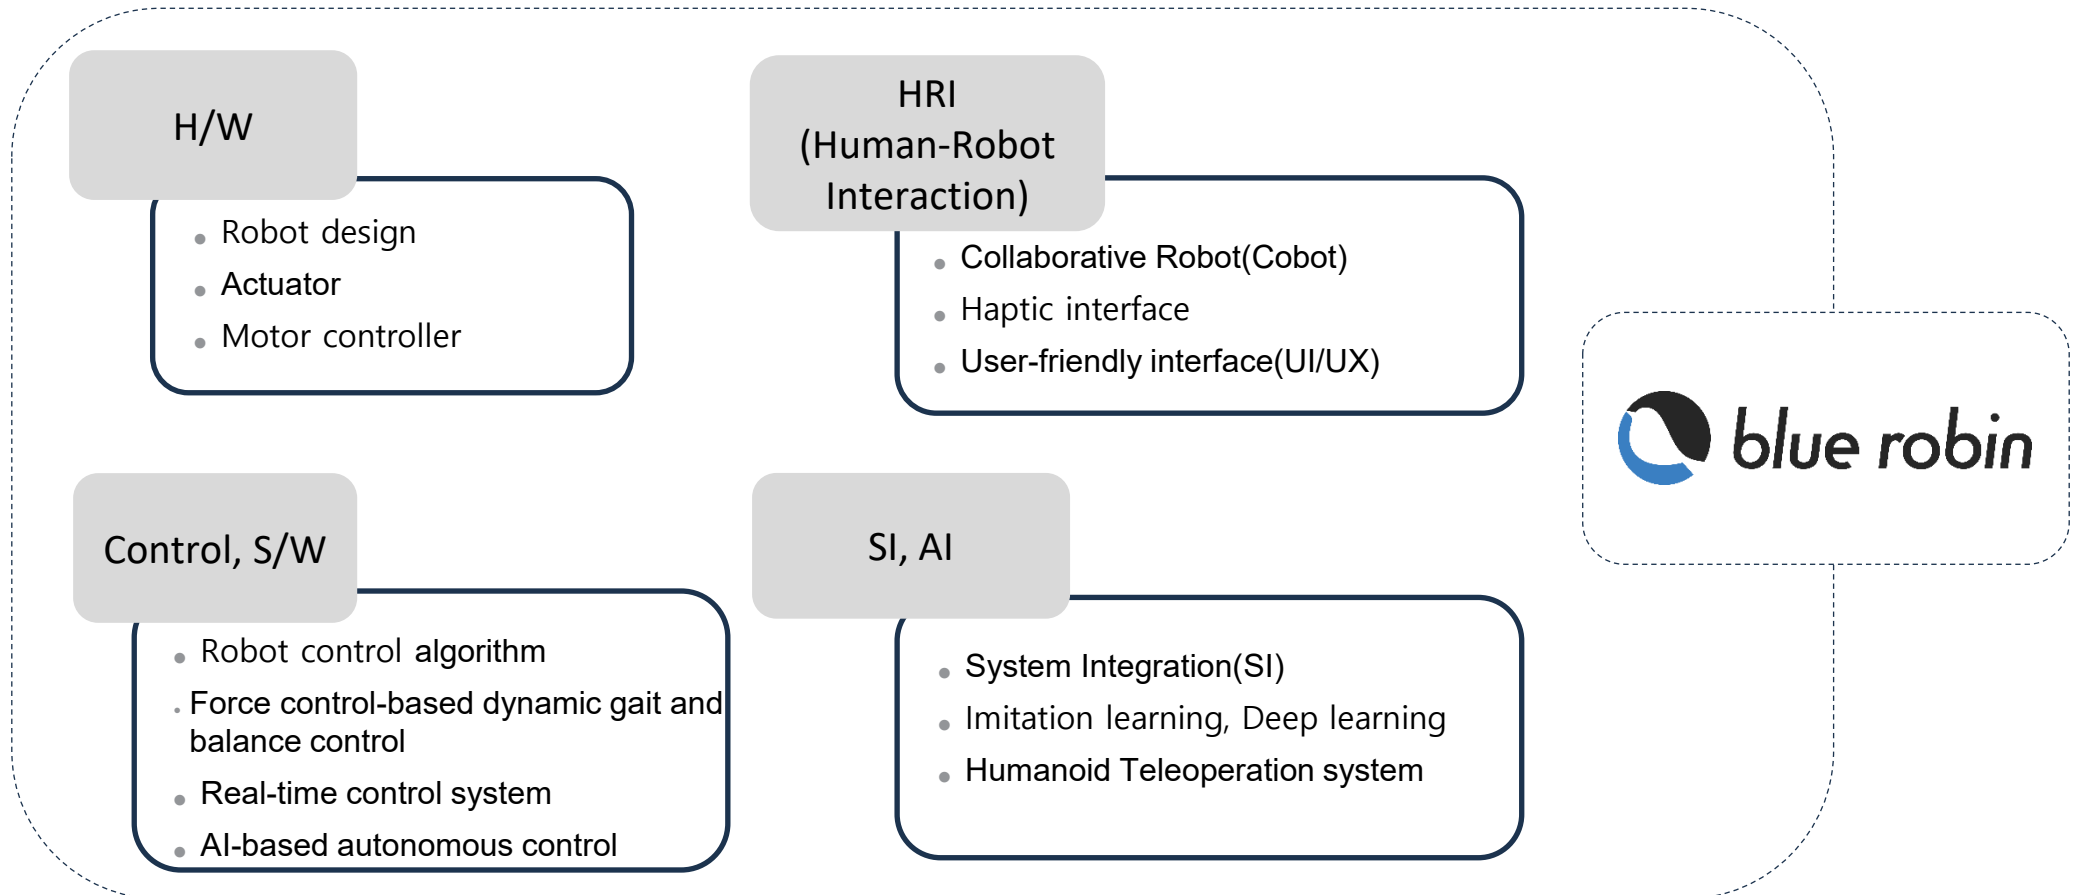 H/W
Robot design
Actuator
Motor controller
HRI
(Human-Robot
Interaction)
Collaborative Robot(Cobot)
Haptic interface
User-friendly interface(UI/UX)
Control, S/W
Robot control algorithm
Force control-based dynamic gait and
balance control
Real-time control system
AI-based autonomous control
SI, AI
System Integration(SI)
Imitation learning, Deep learning
Humanoid Teleoperation system
blue robin